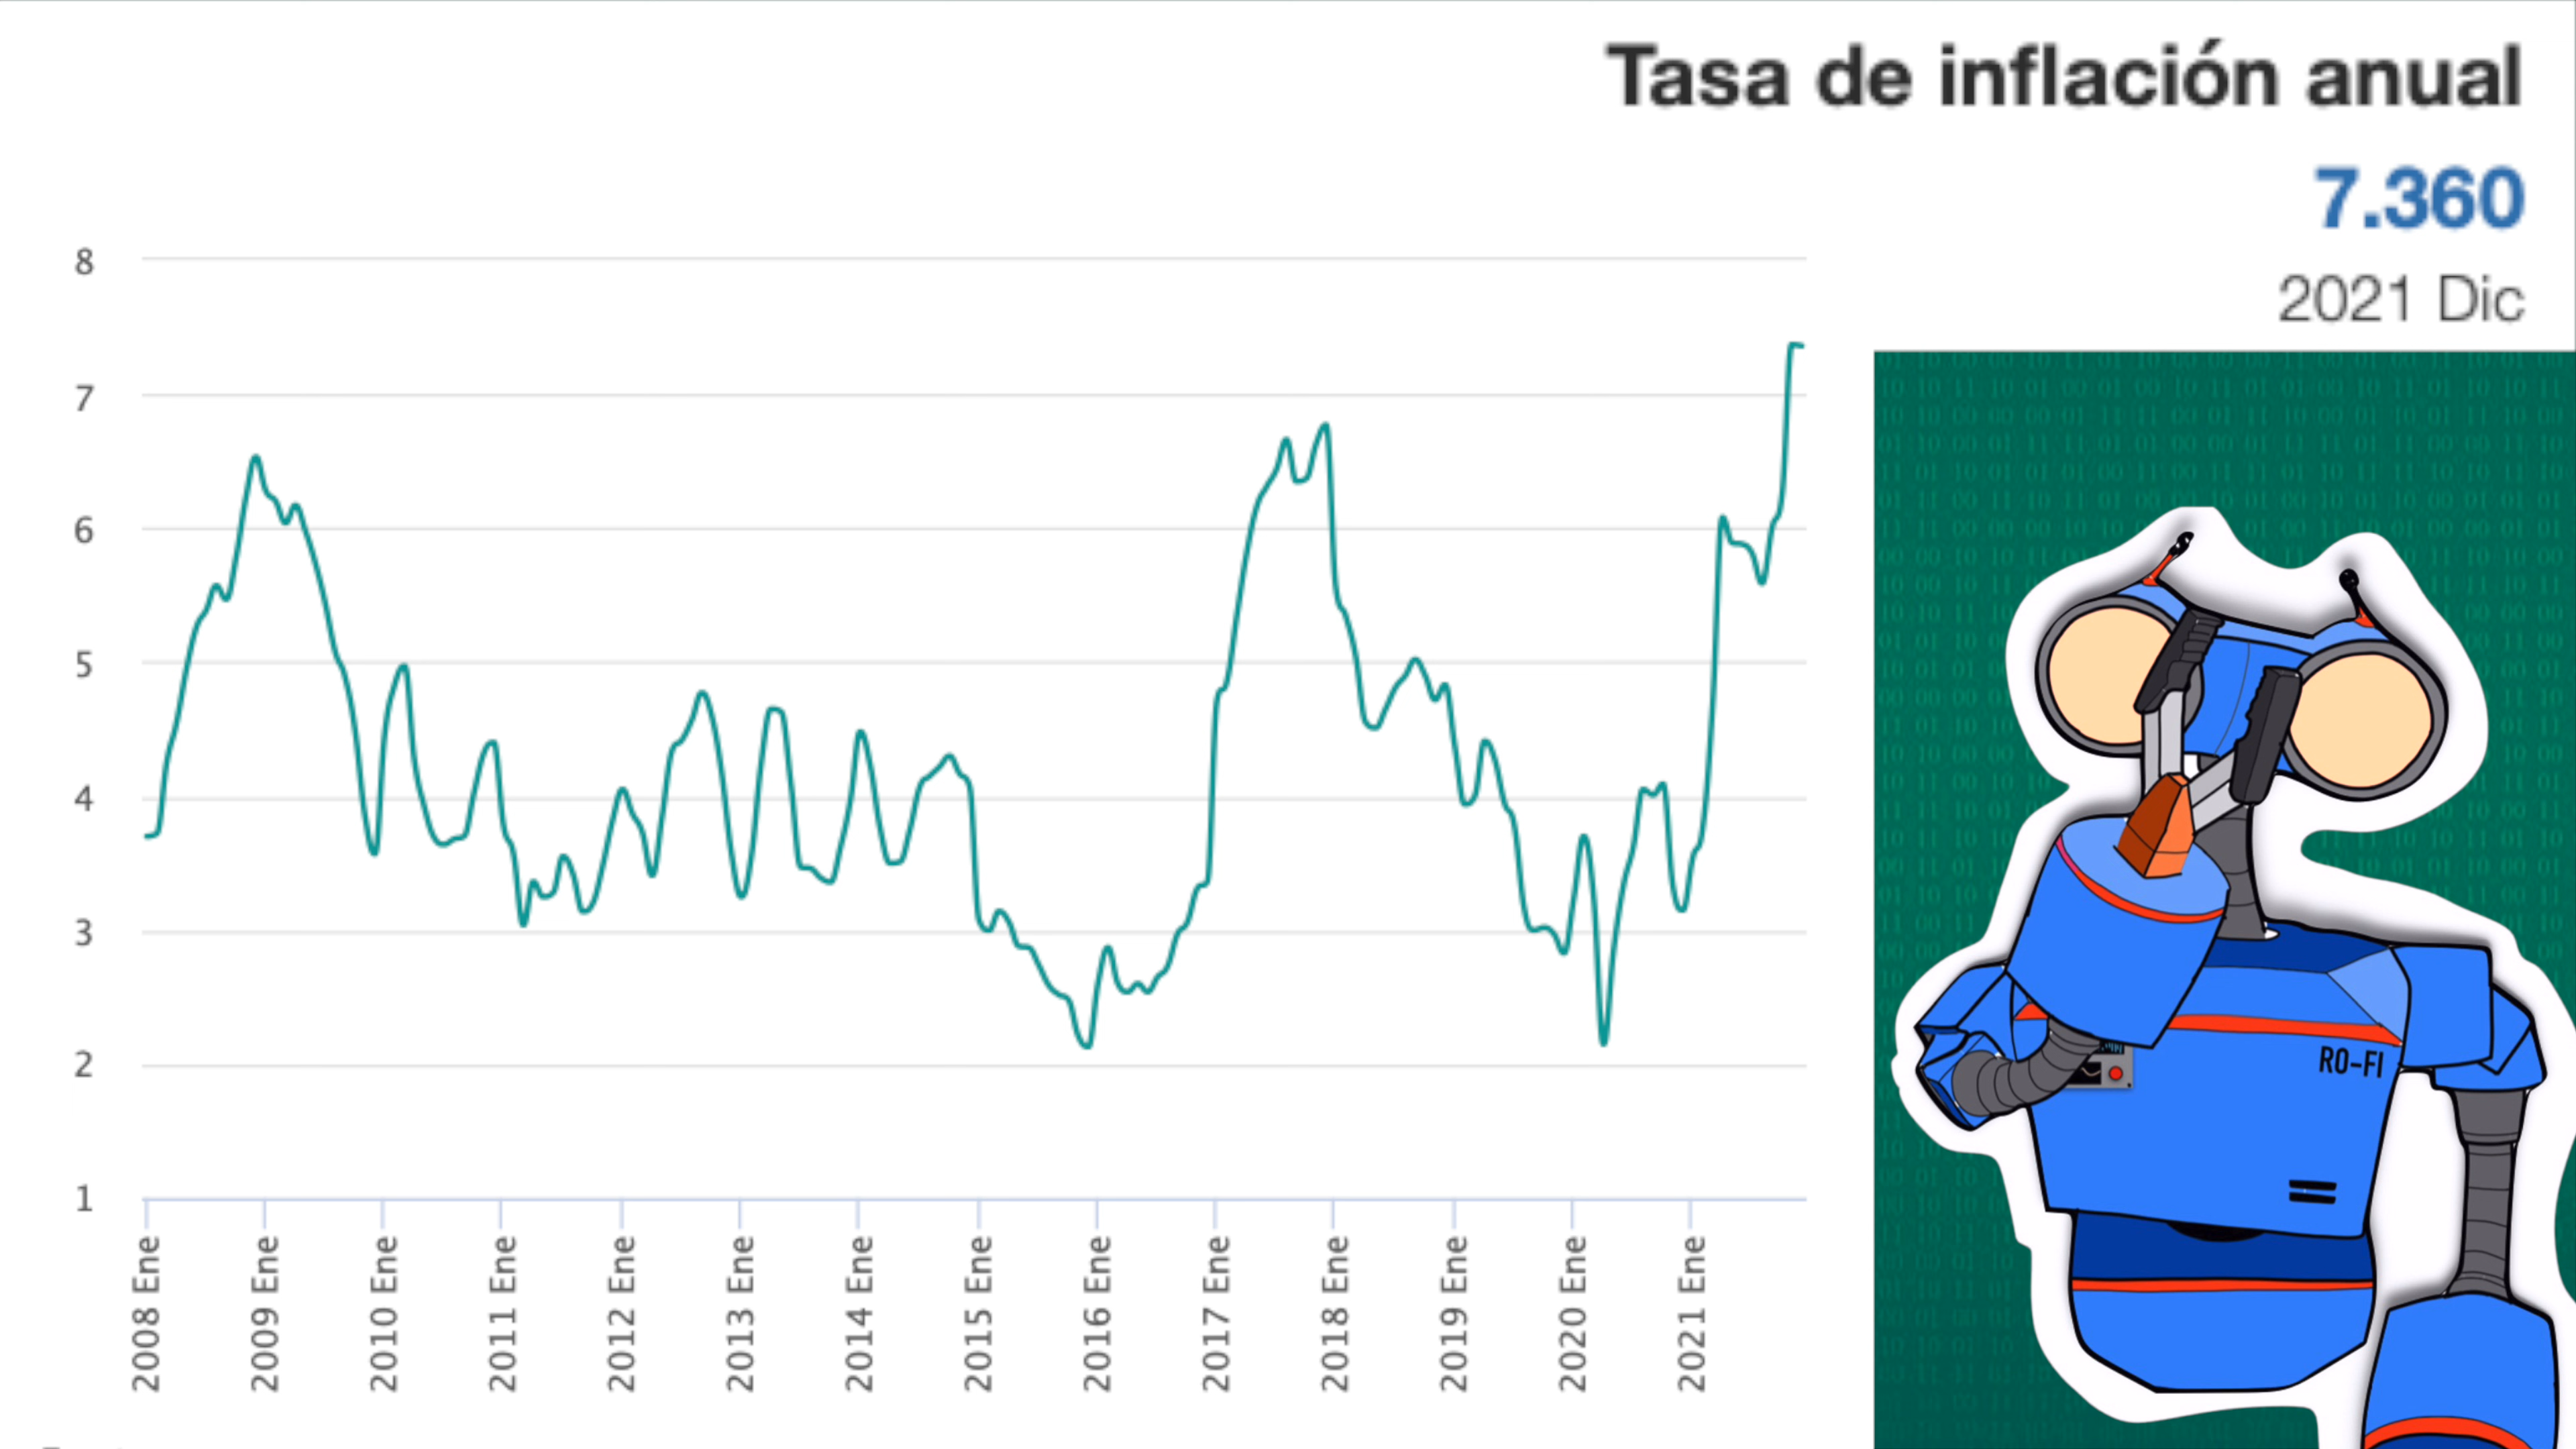 Tasa de inflación anual
7.360
2021 Dic
8
7
6
5
4
3
2
1
2008 Ene
2009 Ene
2010 Ene
2011 Ene
2012 Ene
2013 Ene
2014 Ene
2015 Ene
2016 Ene
2017 Ene
2018 Ene
2019 Ene
2020 Ene
2021 Ene
RO-FI